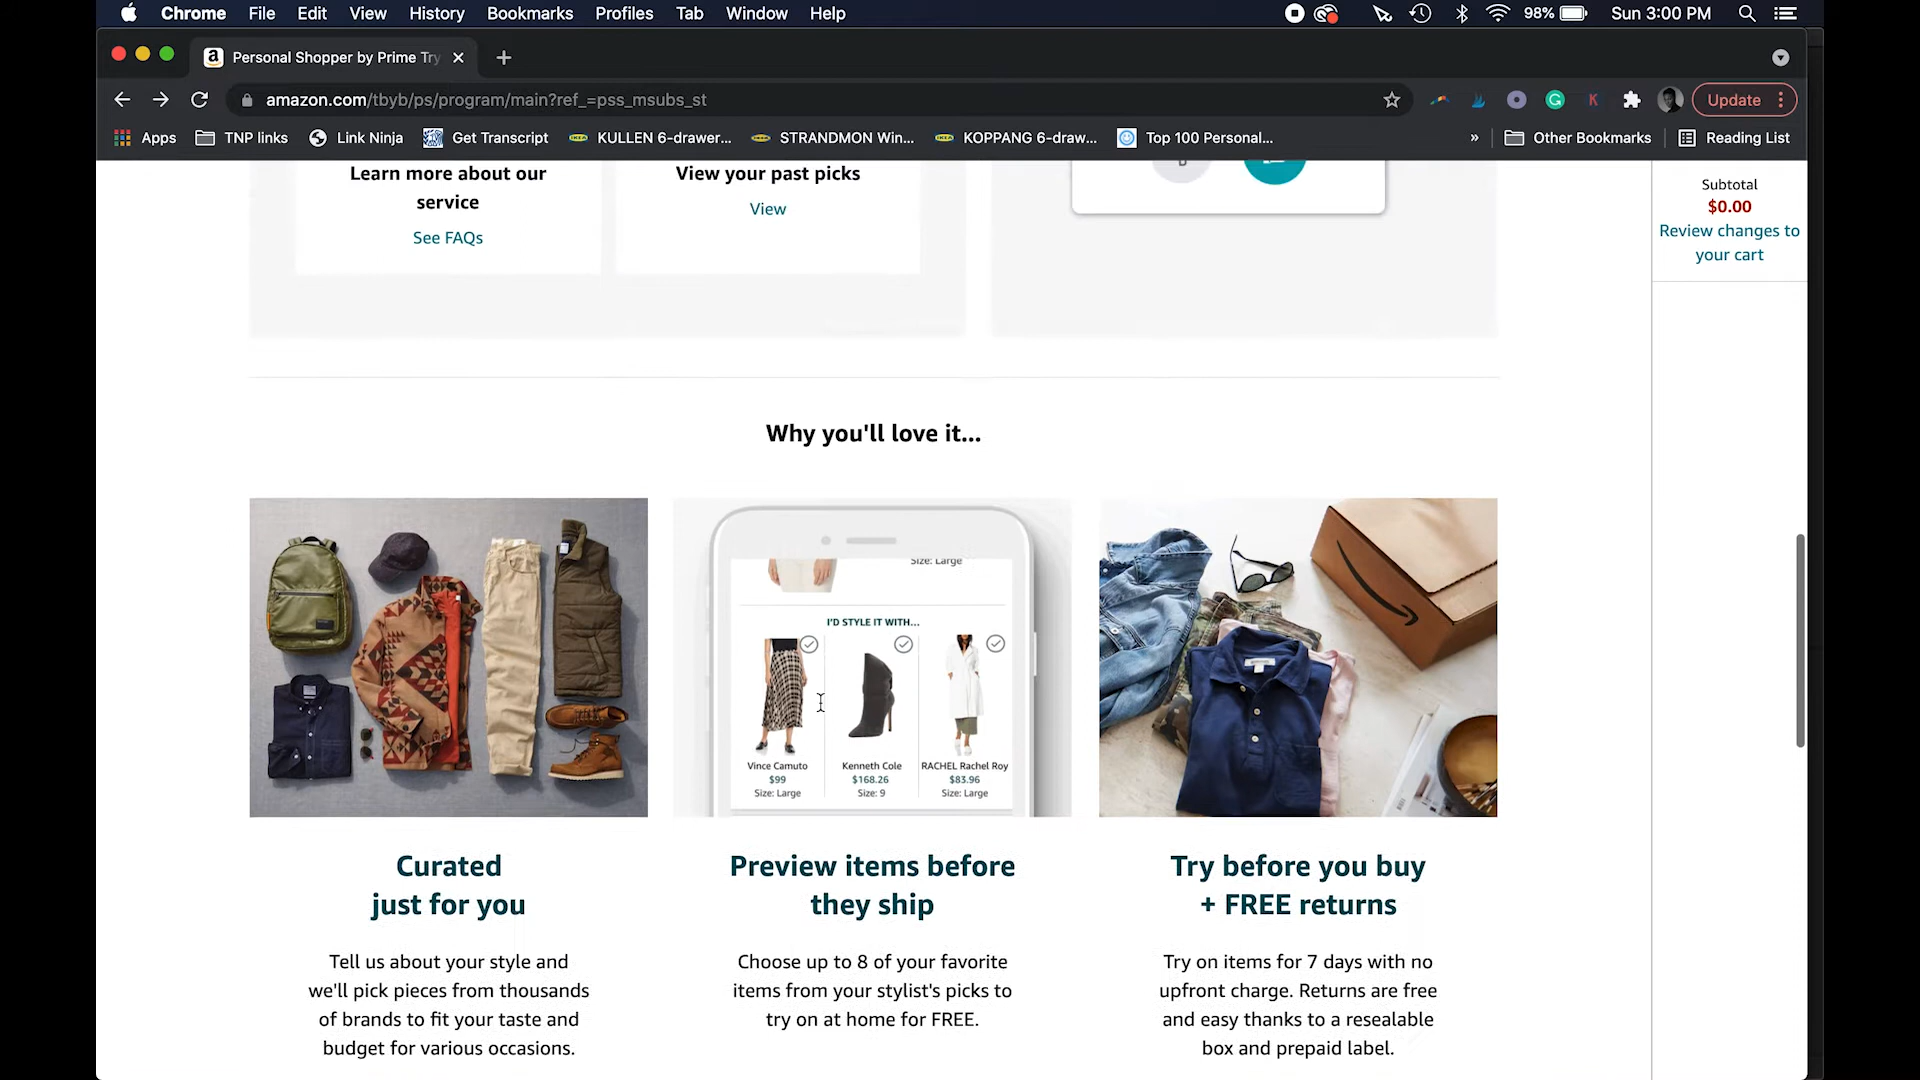 Chrome File Edit View History Bookmarks Profiles Tab Window Help 98% Sun 3:00 PM
Personal Shopper by Prime Try
amazon.com/tbyb/ps/program/main?ref_=pss_msubs_st
Update
Apps TNP links Link Ninja Get Transcript KULLEN 6-drawer... STRANDMON Win... KOPPANG 6-draw... Top 100 Personal... » Other Bookmarks Reading List
Learn more about our
service
See FAQs
View your past picks
View
Subtotal
$0.00
Review changes to
your cart
Why you'll love it...
Size: Large
I'D STYLE IT WITH...
Vince Camuto
$99
Size: Large
Kenneth Cole
$168.26
Size: 9
RACHEL Rachel Roy
$83.96
Size: Large
Curated
just for you
Tell us about your style and
we'll pick pieces from thousands
of brands to fit your taste and
budget for various occasions.
Preview items before
they ship
Choose up to 8 of your favorite
items from your stylist's picks to
try on at home for FREE.
Try before you buy
+ FREE returns
Try on items for 7 days with no
upfront charge. Returns are free
and easy thanks to a resealable
box and prepaid label.